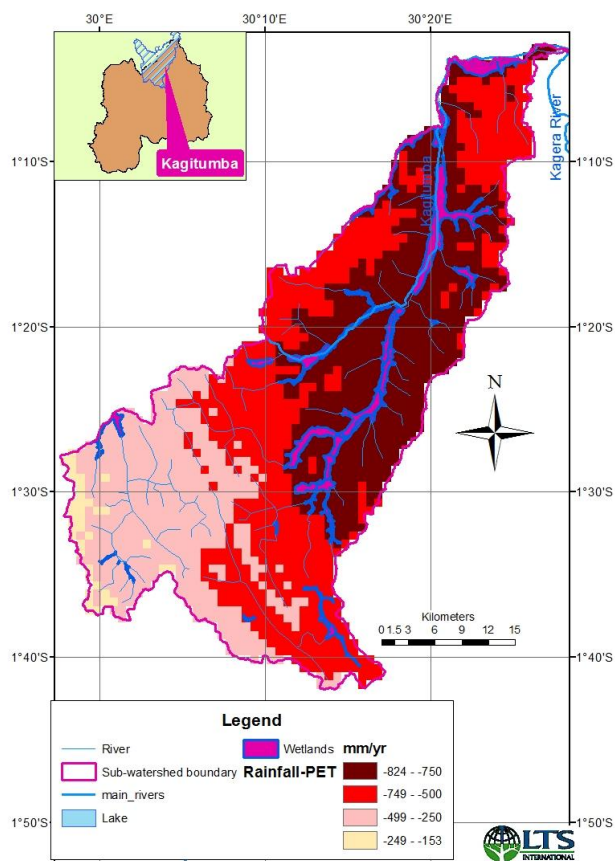 30°E 30°10'E 30°20'E
Kagitumba
Kagera River
Kagitumba
1°10'S 1°10'S
1°20'S 1°20'S
N
1°30'S 1°30'S
Kilometers
0 1.5 3 6 9 12 15
1°40'S 1°40'S
Legend
River
Sub-watershed boundary
main_rivers
Lake
Wetlands
Rainfall-PET
mm/yr
-824 - -750
-749 - -500
-499 - -250
-249 - -153
1°50'S 1°50'S
LTS
INTERNATIONAL